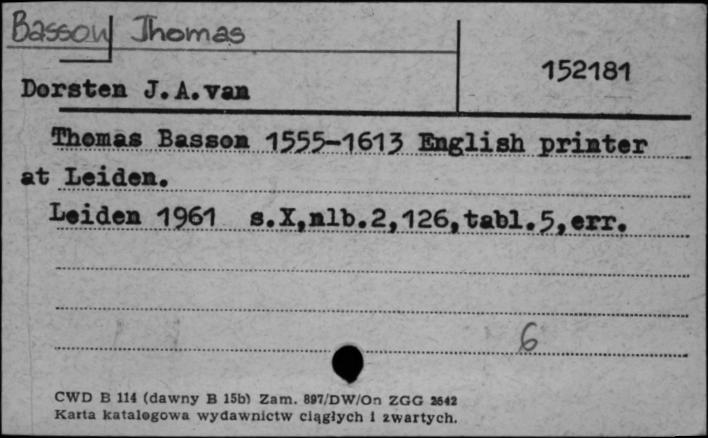 Basson Thomas
152181
Dorsten J.A.van
Thomas Basson 1555-1613 English printer
at Leiden.
Leiden 1961 s.X,nlb.2,126,tabl.5,err.
6
CWD B 114 (dawny B 15b) Zam. 897/DW/On ZGG 2642
Karta katalogowa wydawnictw ciągłych i zwartych.